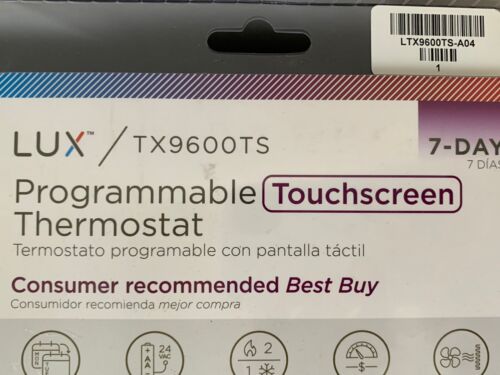 LTX9600TS-A04
1
LUX™ / TX9600TS
7-DAY
7 DÍAS
Programmable Touchscreen
Thermostat
Termostato programable con pantalla táctil
Consumer recommended Best Buy
Consumidor recomienda mejor compra
24
VAC
AA
2
1
$